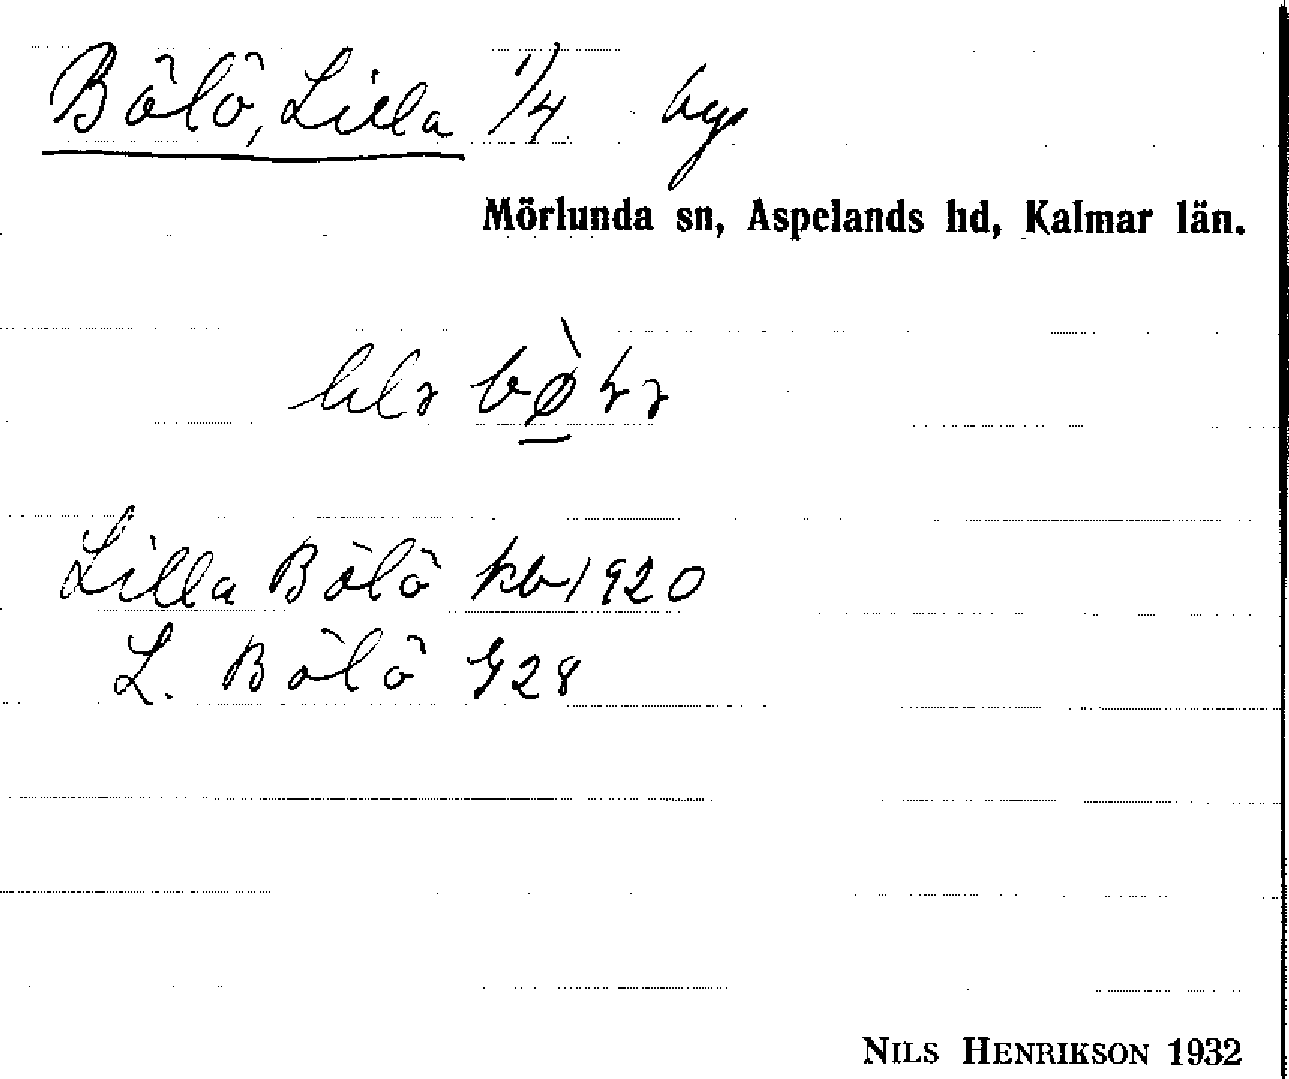 Bölö, Lilla 1/4 by
Mörlunda sn, Aspelands hd, Kalmar län.
Lilla Bölö kb 1920
L. Bölö 928
NILS HENRIKSON 1932